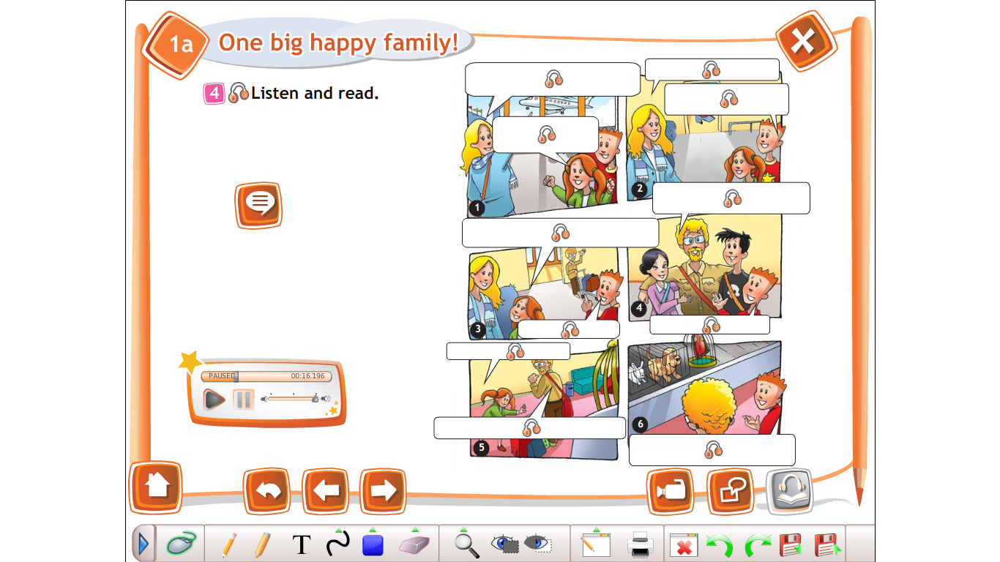 1a
One big happy family!
4
Listen and read.
1
2
3
4
5
6
PAUSED
00:16.196
T